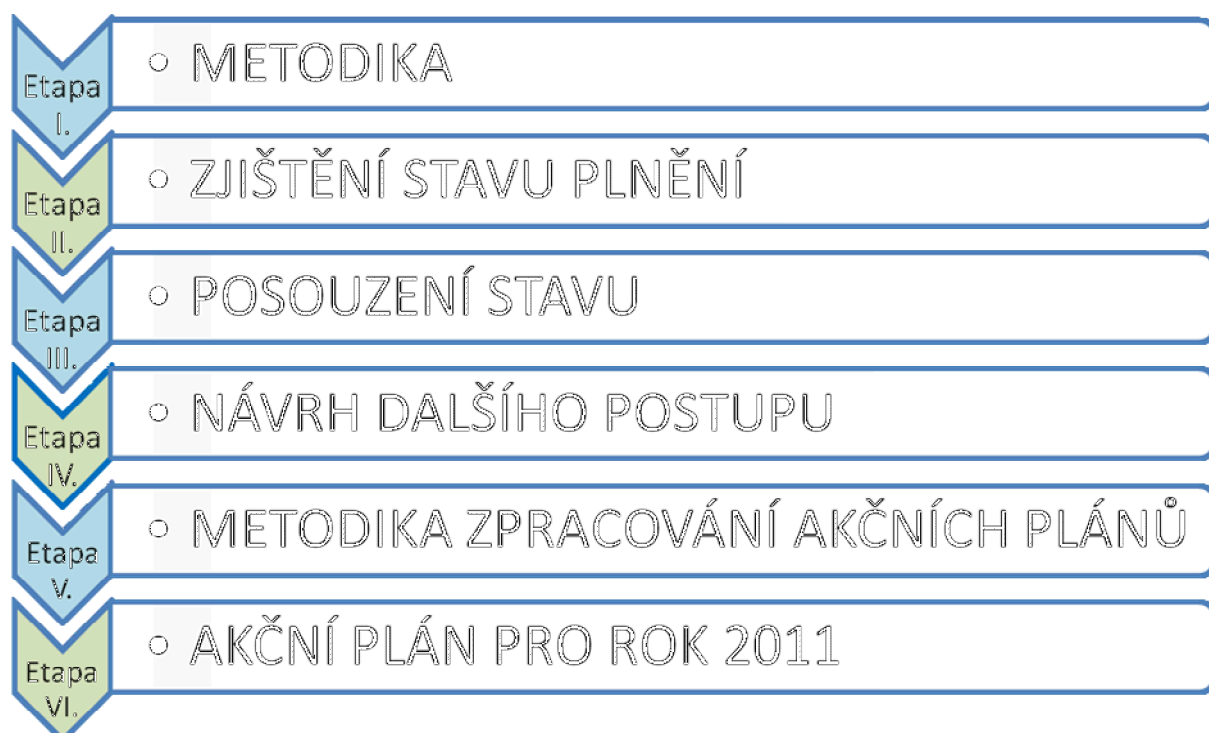 Etapa
I.
• METODIKA
Etapa
II.
• ZJIŠTĚNÍ STAVU PLNĚNÍ
Etapa
III.
• POSOUZENÍ STAVU
Etapa
IV.
• NÁVRH DALŠÍHO POSTUPU
Etapa
V.
• METODIKA ZPRACOVÁNÍ AKČNÍCH PLÁNŮ
Etapa
VI.
• AKČNÍ PLÁN PRO ROK 2011